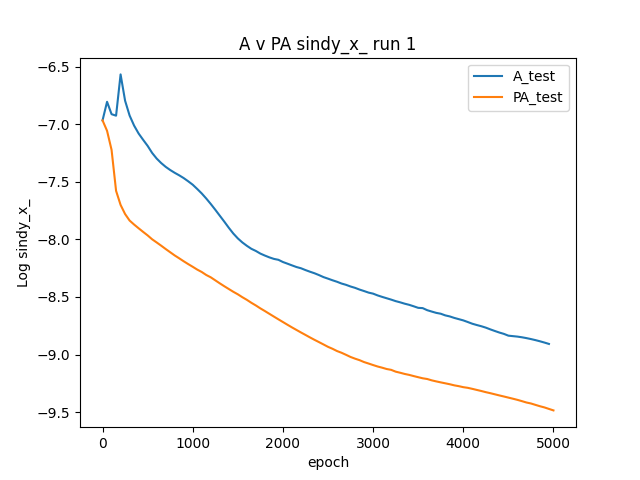 A v PA sindy_x_ run 1
A_test
PA_test
−6.5
−7.0
−7.5
−8.0
−8.5
−9.0
−9.5
Log sindy_x_
0 1000 2000 3000 4000 5000
epoch